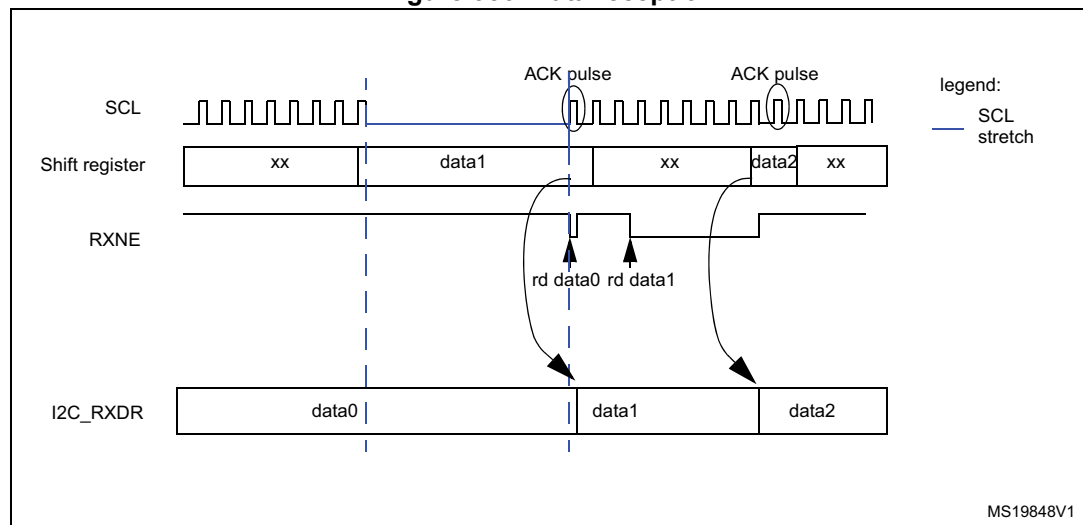 ACK pulse ACK pulse
legend:
SCL
SCL
stretch
Shift register xx data1 xx data2 xx
RXNE
rd data0 rd data1
I2C_RXDR data0 data1 data2
MS19848V1